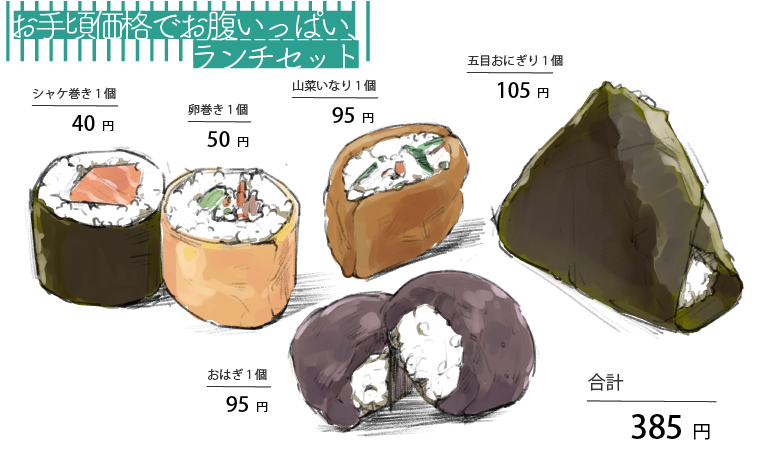 お手頃価格でお腹いっぱい、
ランチセット
シャケ巻き1個
40 円
卵巻き1個
50 円
山菜いなり1個
95 円
五目おにぎり1個
105 円
おはぎ1個
95 円
合計
385 円